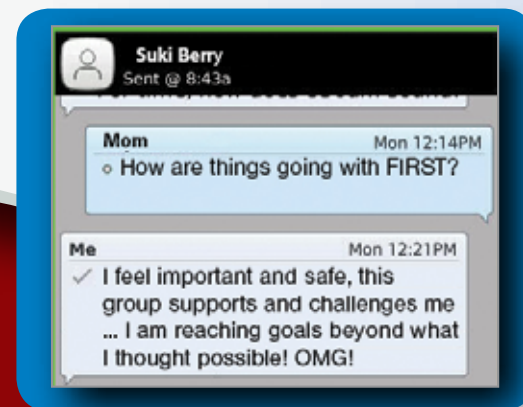 Suki Berry
Sent @ 8:43a
Mom Mon 12:14PM
◦ How are things going with FIRST?
Me Mon 12:21PM
✓ I feel important and safe, this
group supports and challenges me
... I am reaching goals beyond what
I thought possible! OMG!